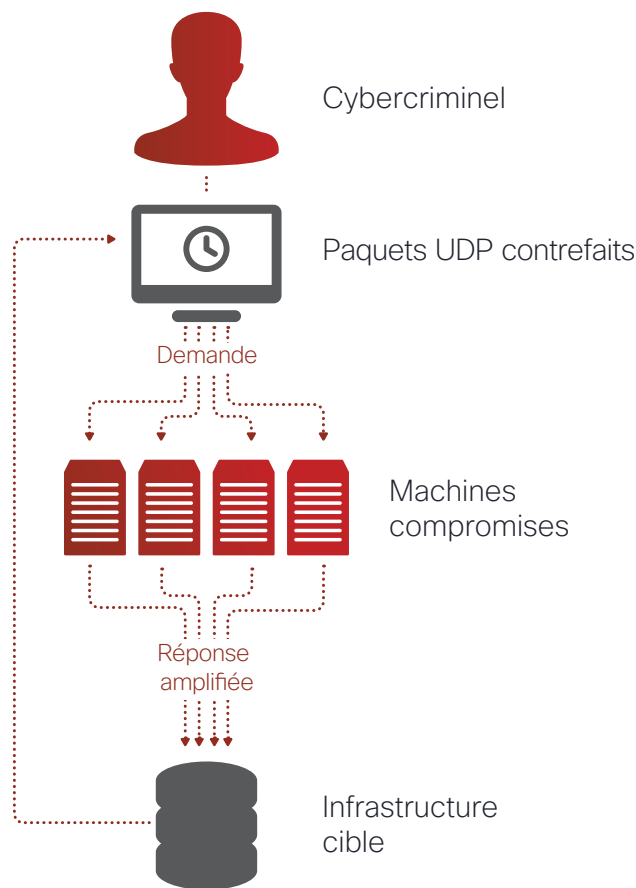 Cybercriminel
Paquets UDP contrefaits
Demande
Machines
compromises
Réponse
amplifiée
Infrastructure
cible